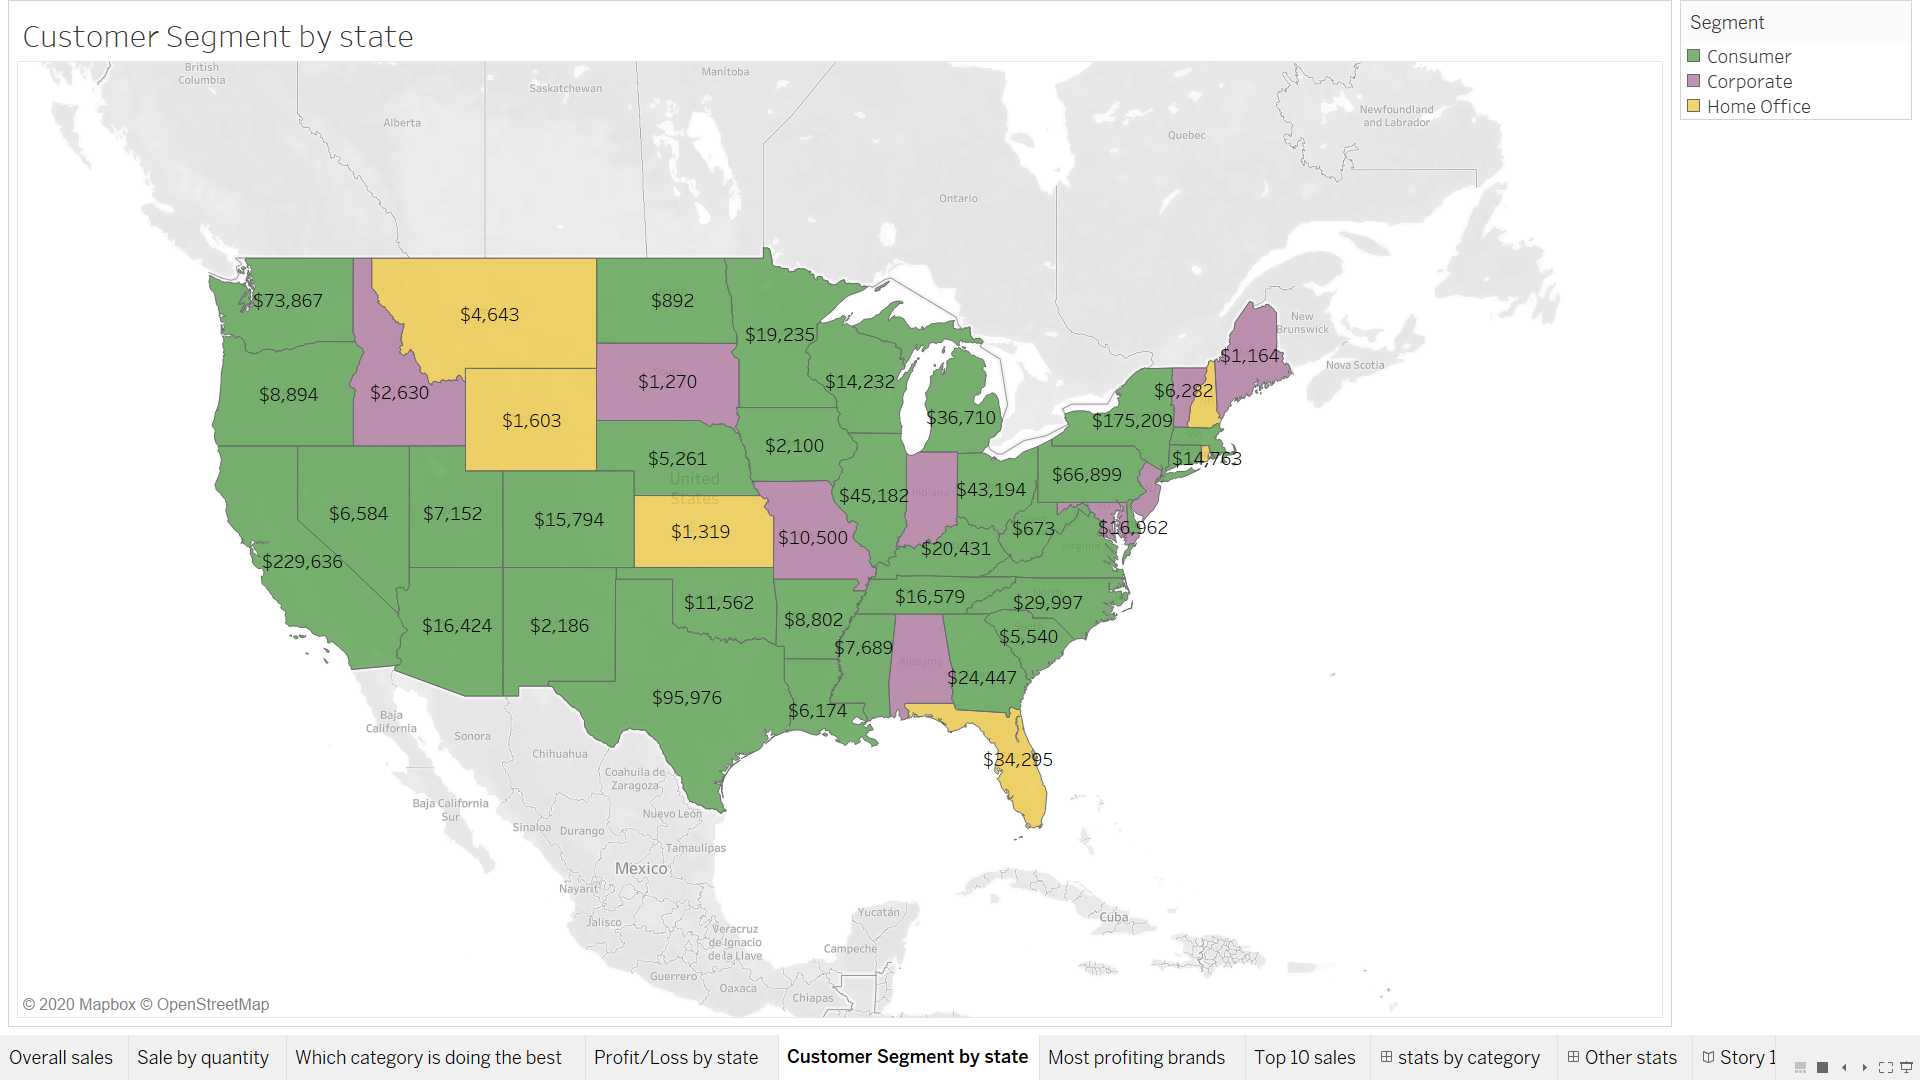 Customer Segment by state
Segment
Consumer
Corporate
Home Office
British
Columbia
Alberta
Saskatchewan
Manitoba
Ontario
Quebec
Newfoundland
and Labrador
New
Brunswick
Nova Scotia
$73,867
$4,643
$892
$19,235
$8,894
$2,630
$1,603
$1,270
$14,232
$36,710
$1,164
$6,282
$175,209
$2,100
$5,261
United
States
$14,763
$66,899
$6,584
$7,152
$15,794
$1,319
$10,500
$45,182
Indiana
$43,194
$673
$16,962
Virginia
$229,636
$20,431
$16,424
$2,186
$11,562
$8,802
$16,579
$29,997
$5,540
$7,689
Alabama
$24,447
$95,976
$6,174
$34,295
Baja
California
Sonora
Chihuahua
Coahuila de
Zaragoza
Baja California
Sur
Sinaloa
Durango
Nuevo León
Tamaulipas
Mexico
Nayarit
Jalisco
Veracruz
de Ignacio
de la Llave
Yucatán
Campeche
Guerrero
Oaxaca
Chiapas
Cuba
© 2020 Mapbox © OpenStreetMap
Overall sales
Sale by quantity
Which category is doing the best
Profit/Loss by state
Customer Segment by state
Most profiting brands
Top 10 sales
stats by category
Other stats
Story 1